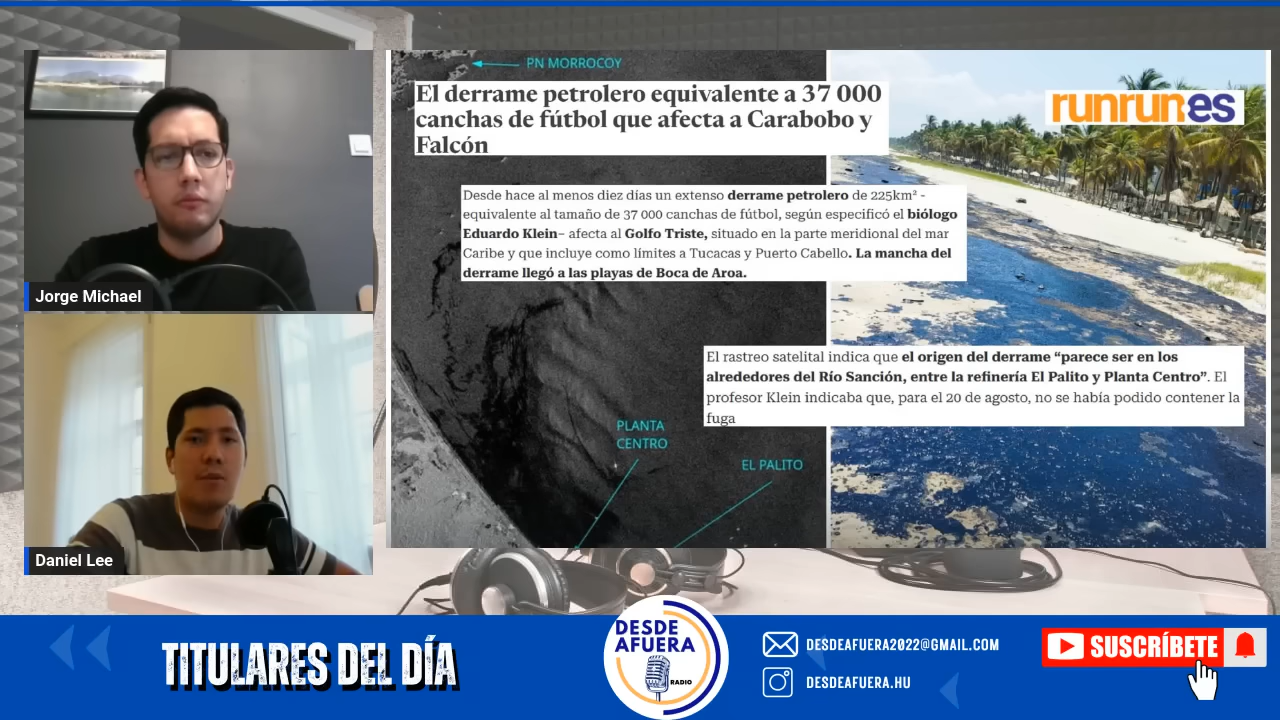 Jorge Michael
Daniel Lee
PN MORROCOY
El derrame petrolero equivalente a 37 000
canchas de fútbol que afecta a Carabobo y
Falcón
runrunes
Desde hace al menos diez días un extenso derrame petrolero de 225km² -
equivalente al tamaño de 37 000 canchas de fútbol, según especificó el biólogo
Eduardo Klein– afecta al Golfo Triste, situado en la parte meridional del mar
Caribe y que incluye como límites a Tucacas y Puerto Cabello. La mancha del
derrame llegó a las playas de Boca de Aroa.
El rastreo satelital indica que el origen del derrame “parece ser en los
alrededores del Río Sanción, entre la refinería El Palito y Planta Centro”. El
profesor Klein indicaba que, para el 20 de agosto, no se había podido contener la
fuga
PLANTA
CENTRO
EL PALITO
TITULARES DEL DÍA
DESDE
AFUERA
RADIO
DESDEAFUERA2022@GMAIL.COM
DESDEAFUERA.HU
SUSCRÍBETE